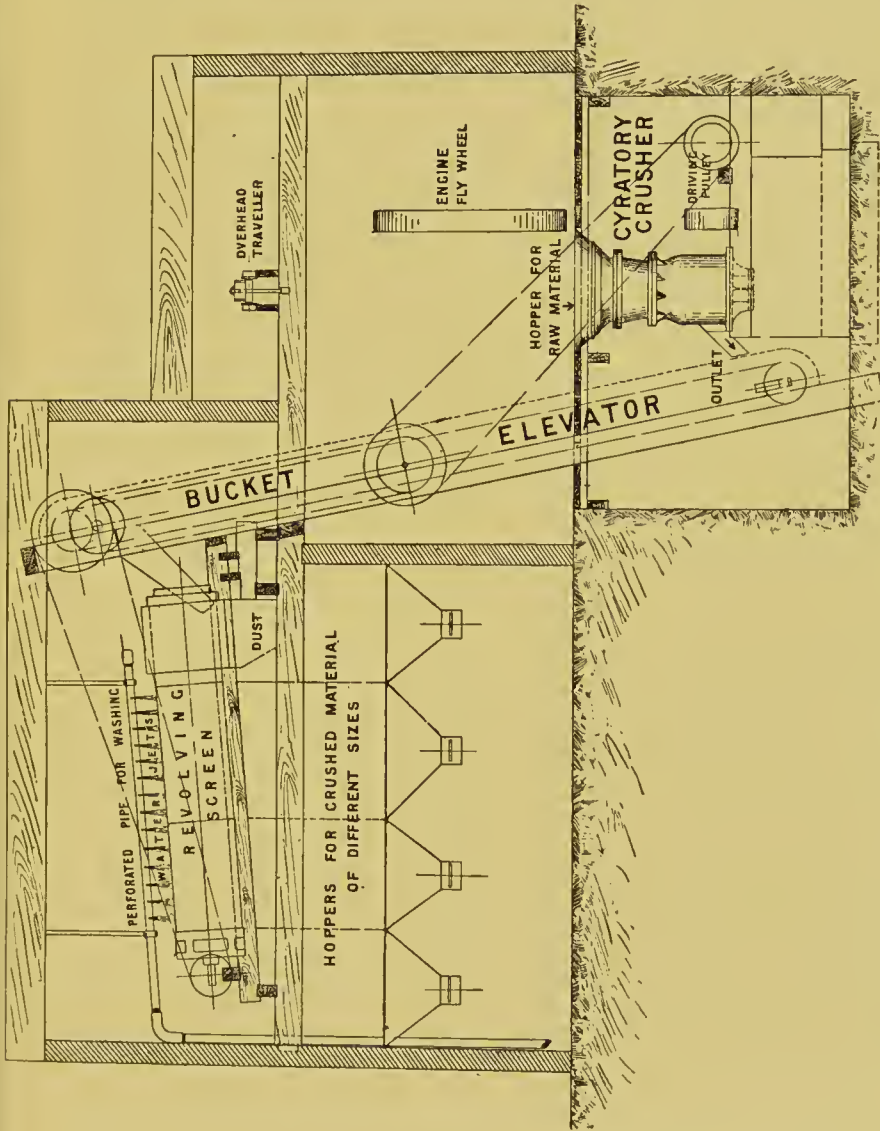 OVERHEAD
TRAVELLER
ENGINE
FLY WHEEL
BUCKET ELEVATOR
PERFORATED PIPE FOR WASHING
WATER JETS
REVOLVING
SCREEN
DUST
HOPPERS FOR CRUSHED MATERIAL
OF DIFFERENT SIZES
HOPPER FOR
RAW MATERIAL
GYRATORY
CRUSHER
DRIVING
PULLEY
OUTLET